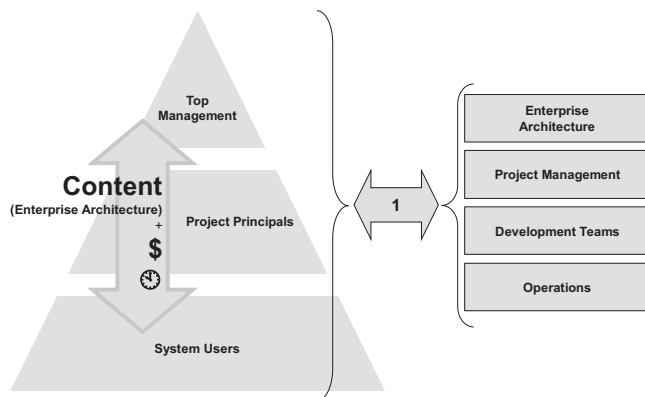 Top
Management
Content
(Enterprise Architecture)
+
$
Project Principals
System Users
1
Enterprise
Architecture
Project Management
Development Teams
Operations